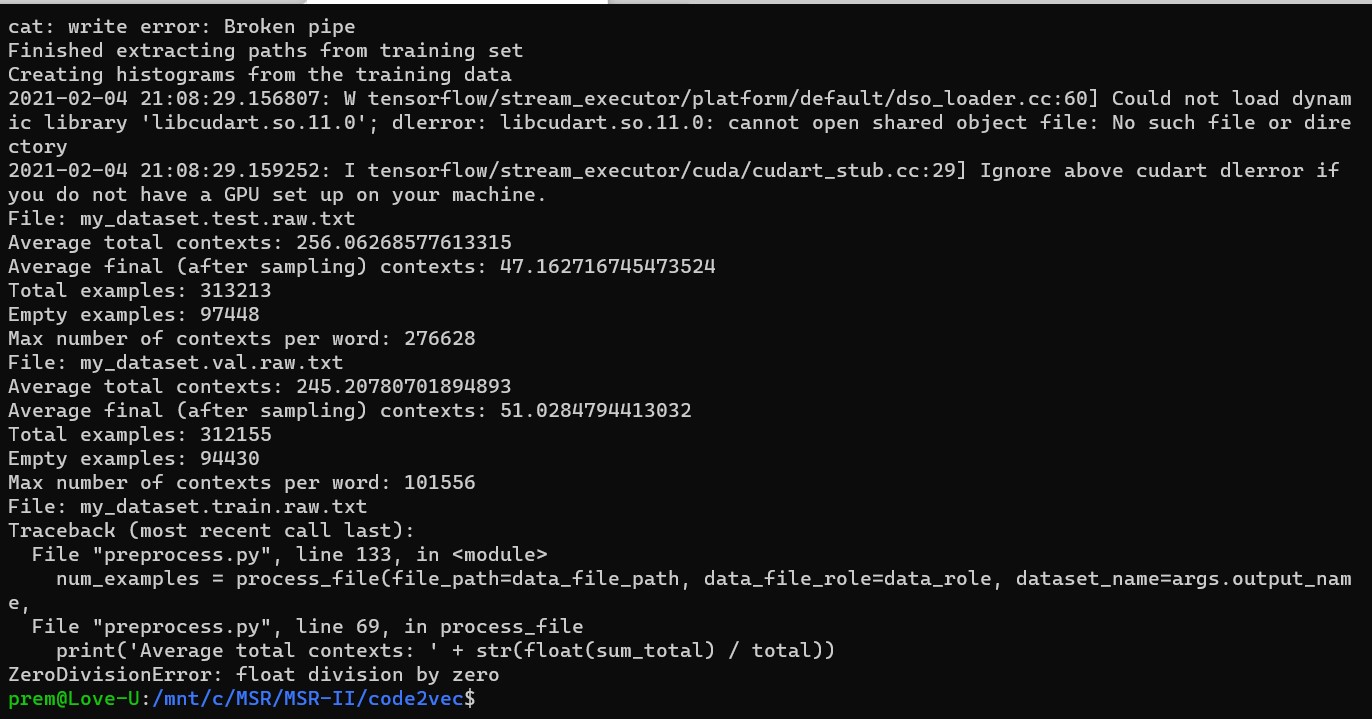 cat: write error: Broken pipe
Finished extracting paths from training set
Creating histograms from the training data
2021-02-04 21:08:29.156807: W tensorflow/stream_executor/platform/default/dso_loader.cc:60] Could not load dynam
ic library 'libcudart.so.11.0'; dlerror: libcudart.so.11.0: cannot open shared object file: No such file or dire
ctory
2021-02-04 21:08:29.159252: I tensorflow/stream_executor/cuda/cudart_stub.cc:29] Ignore above cudart dlerror if
you do not have a GPU set up on your machine.
File: my_dataset.test.raw.txt
Average total contexts: 256.06268577613315
Average final (after sampling) contexts: 47.162716745473524
Total examples: 313213
Empty examples: 97448
Max number of contexts per word: 276628
File: my_dataset.val.raw.txt
Average total contexts: 245.20780701894893
Average final (after sampling) contexts: 51.0284794413032
Total examples: 312155
Empty examples: 94430
Max number of contexts per word: 101556
File: my_dataset.train.raw.txt
Traceback (most recent call last):
  File "preprocess.py", line 133, in <module>
    num_examples = process_file(file_path=data_file_path, data_file_role=data_role, dataset_name=args.output_nam
e,
  File "preprocess.py", line 69, in process_file
    print('Average total contexts: ' + str(float(sum_total) / total))
ZeroDivisionError: float division by zero
prem@Love-U:/mnt/c/MSR/MSR-II/code2vec$